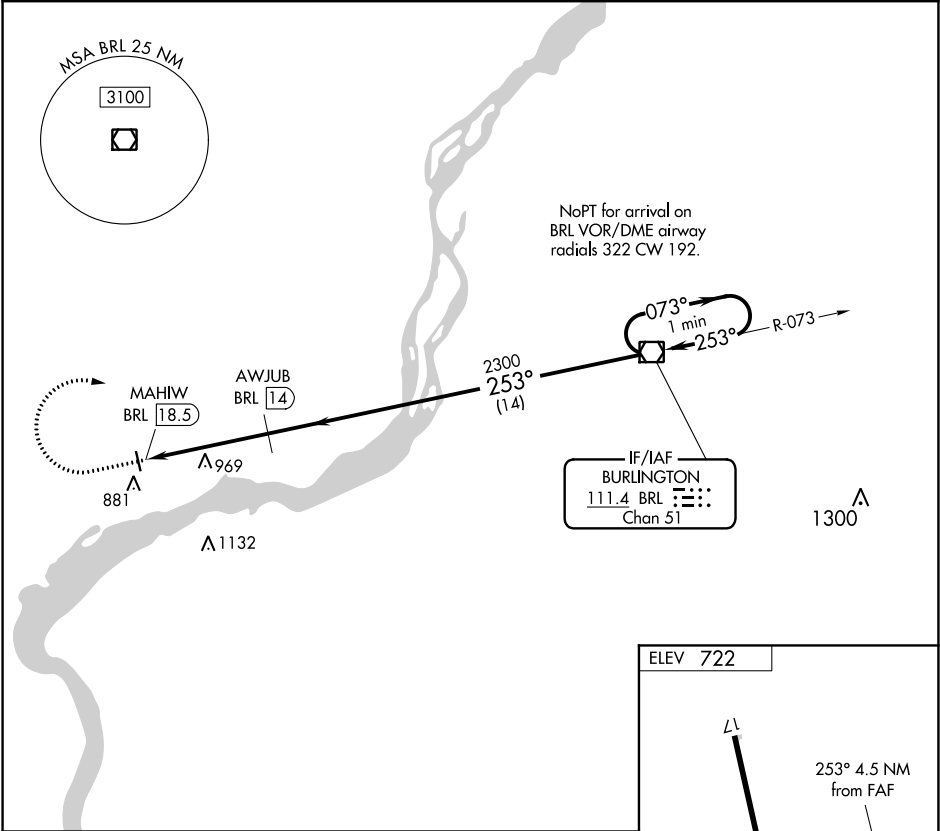 MSA BRL 25 NM
3100
NoPT for arrival on
BRL VOR/DME airway
radials 322 CW 192.
073°
1 min
253°
R-073
2300
253°
(14)
AWJUB
BRL 14
MAHIW
BRL 18.5
969
881
1132
IF/IAF
BURLINGTON
111.4 BRL
Chan 51
1300
ELEV 722
17
253° 4.5 NM
from FAF